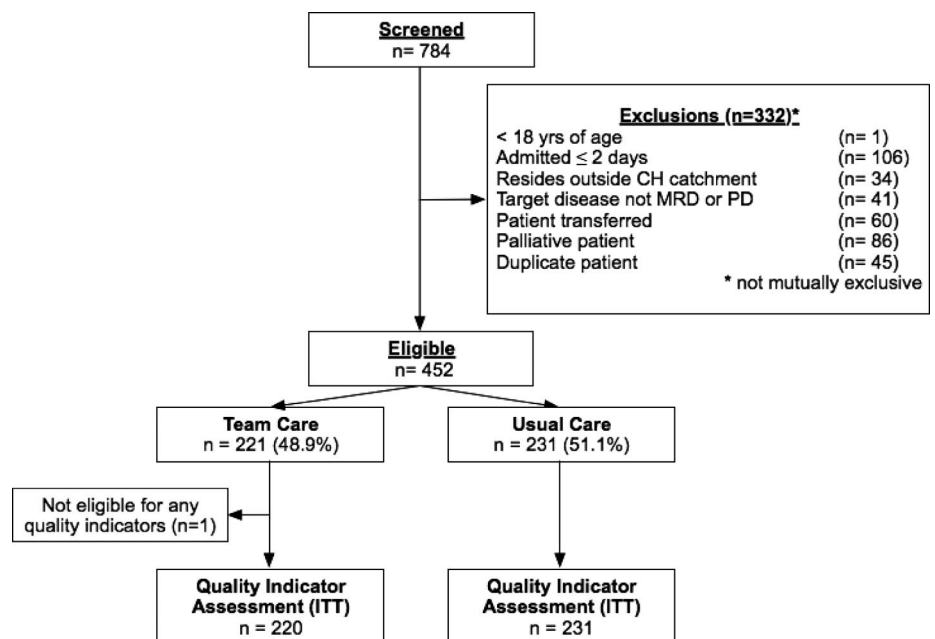 Screened
n= 784
Exclusions (n=332)*
< 18 yrs of age (n= 1)
Admitted ≤ 2 days (n= 106)
Resides outside CH catchment (n= 34)
Target disease not MRD or PD (n= 41)
Patient transferred (n= 60)
Palliative patient (n= 86)
Duplicate patient (n= 45)
* not mutually exclusive
Eligible
n= 452
Team Care
n = 221 (48.9%)
Usual Care
n = 231 (51.1%)
Not eligible for any
quality indicators (n=1)
Quality Indicator
Assessment (ITT)
n = 220
Quality Indicator
Assessment (ITT)
n = 231